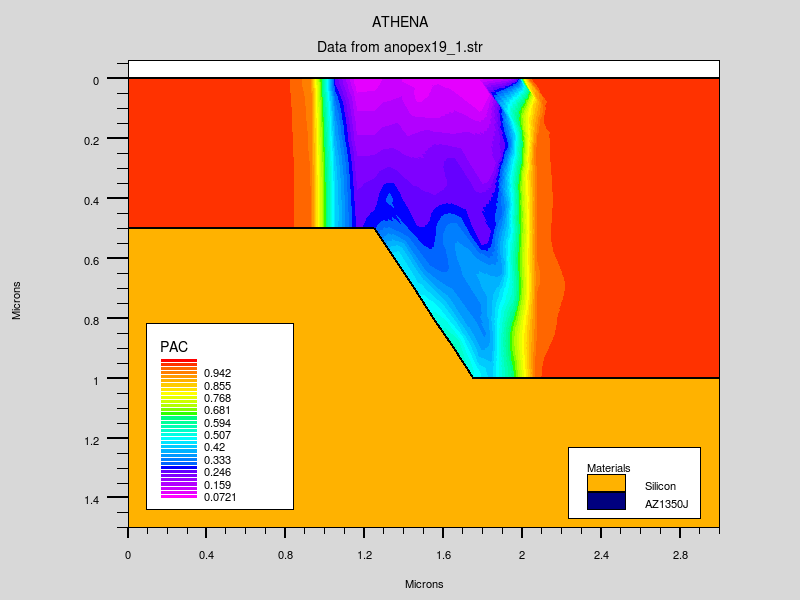 ATHENA
Data from anopex19_1.str
0
0.2
0.4
0.6
0.8
1
1.2
1.4
Microns
PAC
0.942
0.855
0.768
0.681
0.594
0.507
0.42
0.333
0.246
0.159
0.0721
Materials
Silicon
AZ1350J
0 0.4 0.8 1.2 1.6 2 2.4 2.8
Microns